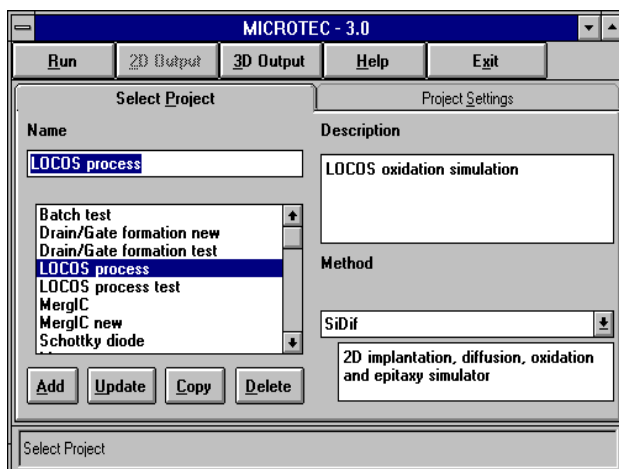 MICROTEC - 3.0
Run 2D Output 3D Output Help Exit
Select Project Project Settings
Name Description
LOCOS process LOCOS oxidation simulation
Batch test
Drain/Gate formation new
Drain/Gate formation test
LOCOS process
LOCOS process test
MergIC
MergIC new
Schottky diode
Method
SiDif
2D implantation, diffusion, oxidation
and epitaxy simulator
Add Update Copy Delete
Select Project